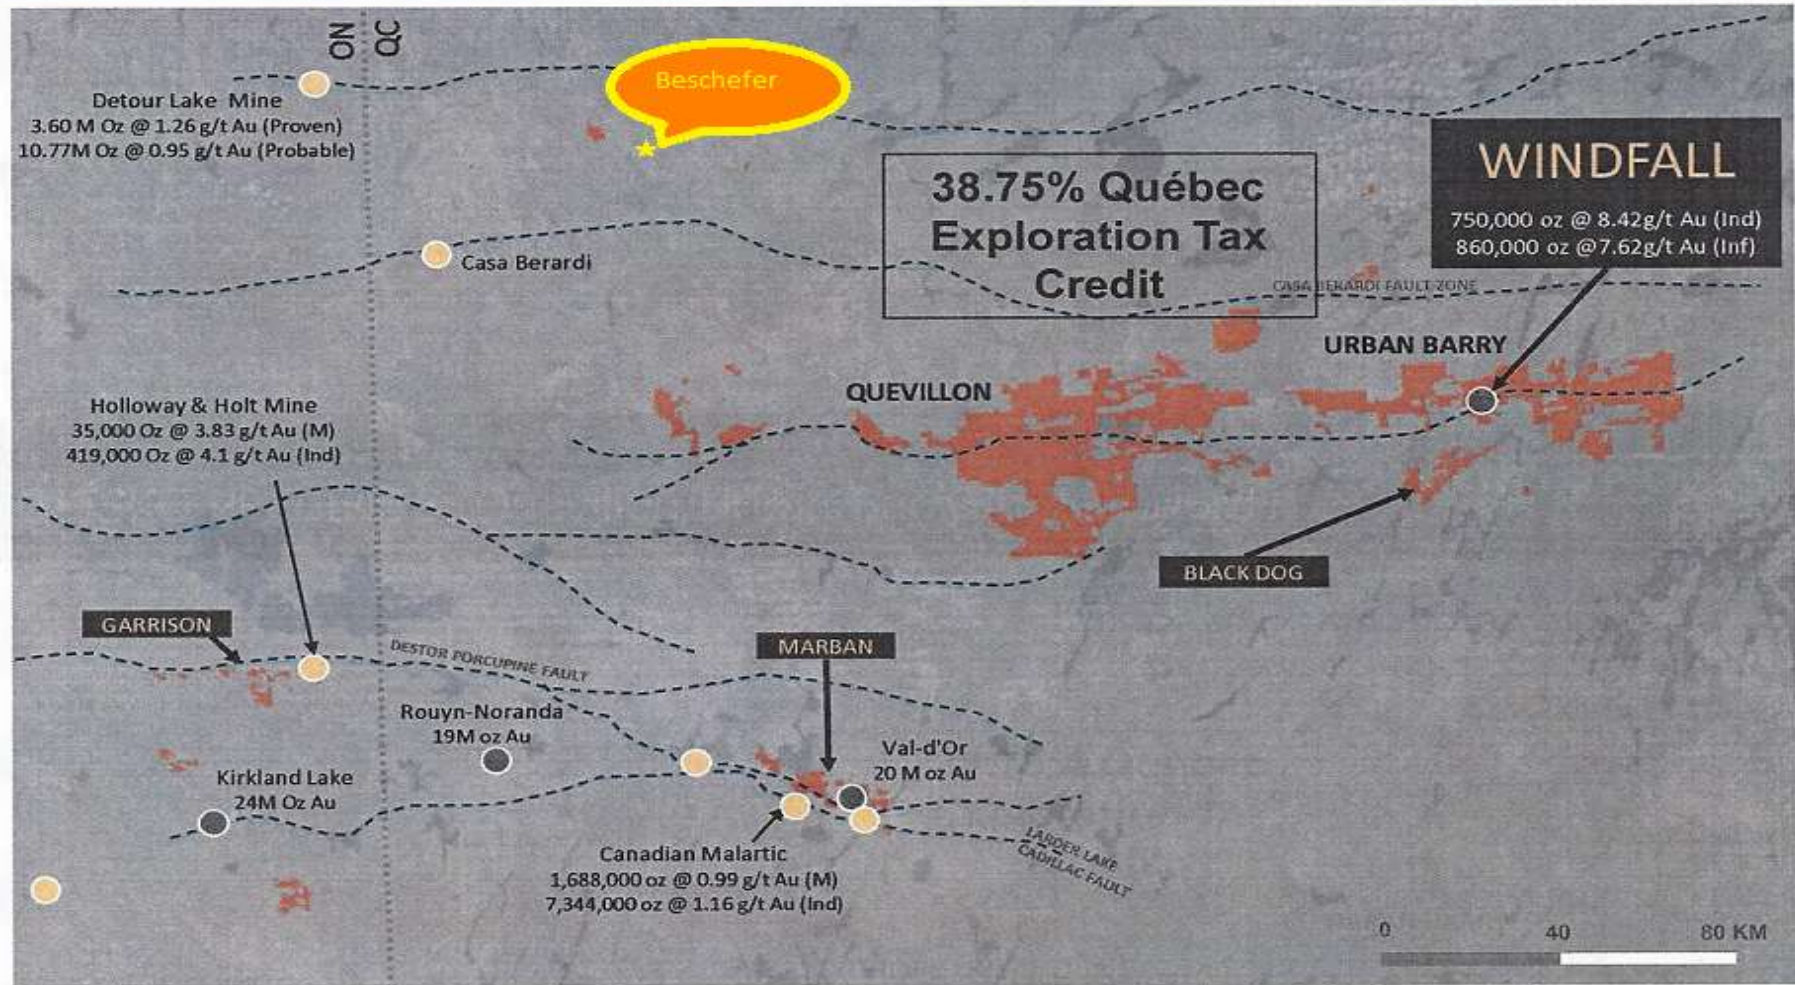 ON
QC
Beschefer
Detour Lake Mine
3.60 M Oz @ 1.26 g/t Au (Proven)
10.77M Oz @ 0.95 g/t Au (Probable)
38.75% Québec
Exploration Tax
Credit
WINDFALL
750,000 oz @ 8.42g/t Au (Ind)
860,000 oz @7.62g/t Au (Inf)
Casa Berardi
CASA BERARDI FAULT ZONE
URBAN BARRY
QUEVILLON
Holloway & Holt Mine
35,000 Oz @ 3.83 g/t Au (M)
419,000 Oz @ 4.1 g/t Au (Ind)
BLACK DOG
GARRISON
DESTOR PORCUPINE FAULT
MARBAN
Rouyn-Noranda
19M oz Au
Val-d'Or
20 M oz Au
Kirkland Lake
24M Oz Au
Canadian Malartic
1,688,000 oz @ 0.99 g/t Au (M)
7,344,000 oz @ 1.16 g/t Au (Ind)
LARDER LAKE
CADILLAC FAULT
0 40 80 KM